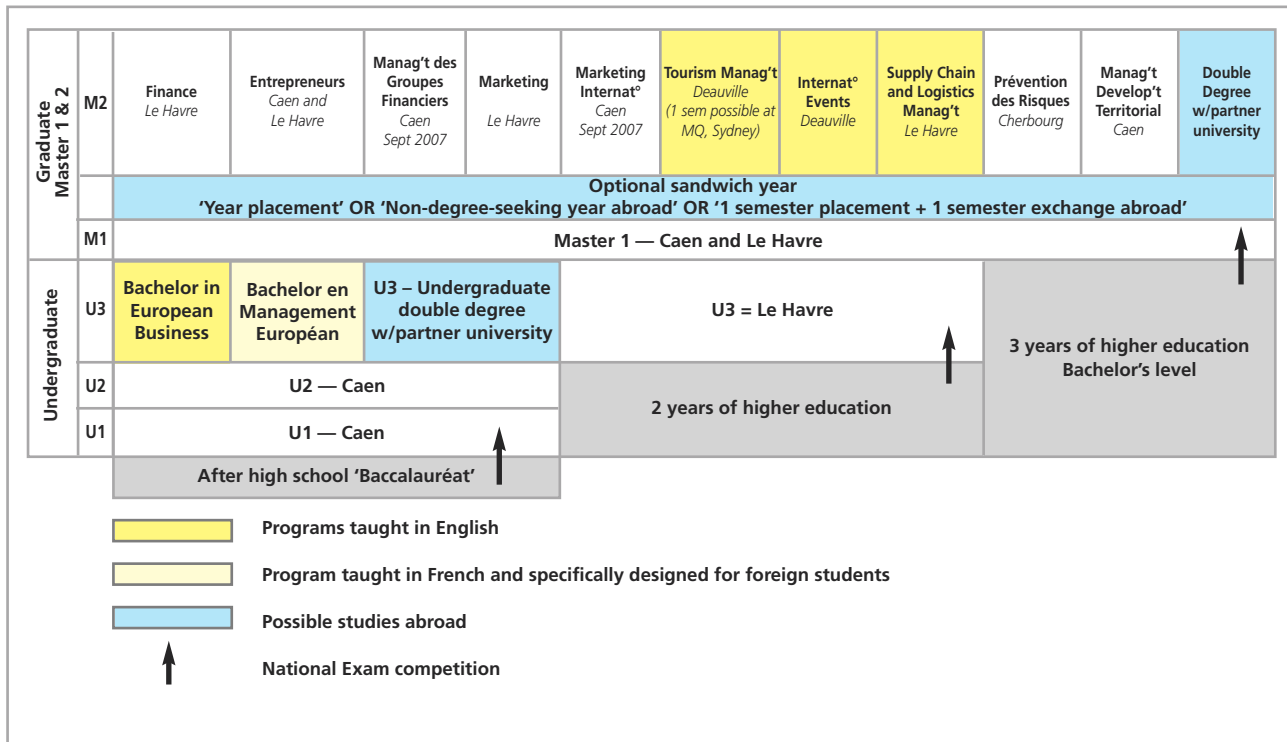 Graduate
Master 1 & 2
M2
Finance
Le Havre
Entrepreneurs
Caen and
Le Havre
Manag't des
Groupes
Financiers
Caen
Sept 2007
Marketing
Le Havre
Marketing
Internat°
Caen
Sept 2007
Tourism Manag't
Deauville
(1 sem possible at
MQ, Sydney)
Internat°
Events
Deauville
Supply Chain
and Logistics
Manag't
Le Havre
Prévention
des Risques
Cherbourg
Manag't
Develop't
Territorial
Caen
Double
Degree
w/partner
university
Optional sandwich year
‘Year placement’ OR ‘Non-degree-seeking year abroad’ OR ‘1 semester placement + 1 semester exchange abroad’
M1
Master 1 — Caen and Le Havre
Undergraduate
U3
Bachelor in
European
Business
Bachelor en
Management
Européan
U3 – Undergraduate
double degree
w/partner university
U3 = Le Havre
3 years of higher education
Bachelor's level
U2
U2 — Caen
2 years of higher education
U1
U1 — Caen
After high school ‘Baccalauréat’
Programs taught in English
Program taught in French and specifically designed for foreign students
Possible studies abroad
National Exam competition